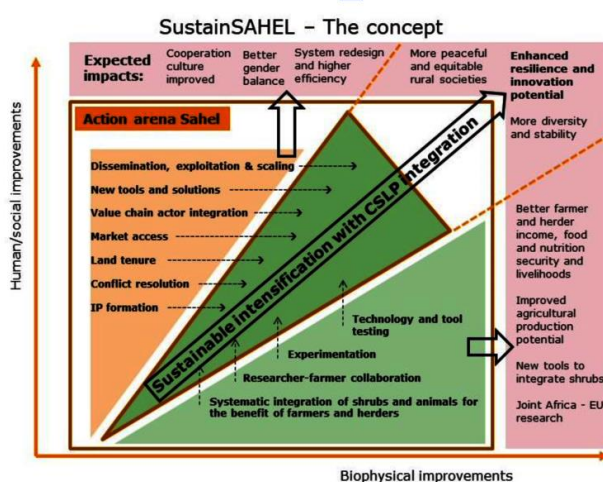 SustainSAHEL – The concept
Expected
impacts:
Cooperation
culture
improved
Better
gender
balance
System redesign
and higher
efficiency
More peaceful
and equitable
rural societies
Enhanced
resilience and
innovation
potential
More diversity
and stability
Action arena Sahel
Dissemination, exploitation & scaling
New tools and solutions
Value chain actor integration
Market access
Land tenure
Conflict resolution
IP formation
Sustainable intensification with CSLP integration
Technology and tool
testing
Experimentation
Researcher-farmer collaboration
Systematic integration of shrubs and animals for
the benefit of farmers and herders
Better farmer
and herder
income, food
and nutrition
security and
livelihoods
Improved
agricultural
production
potential
New tools to
integrate shrubs
Joint Africa - EU
research
Human/social improvements
Biophysical improvements